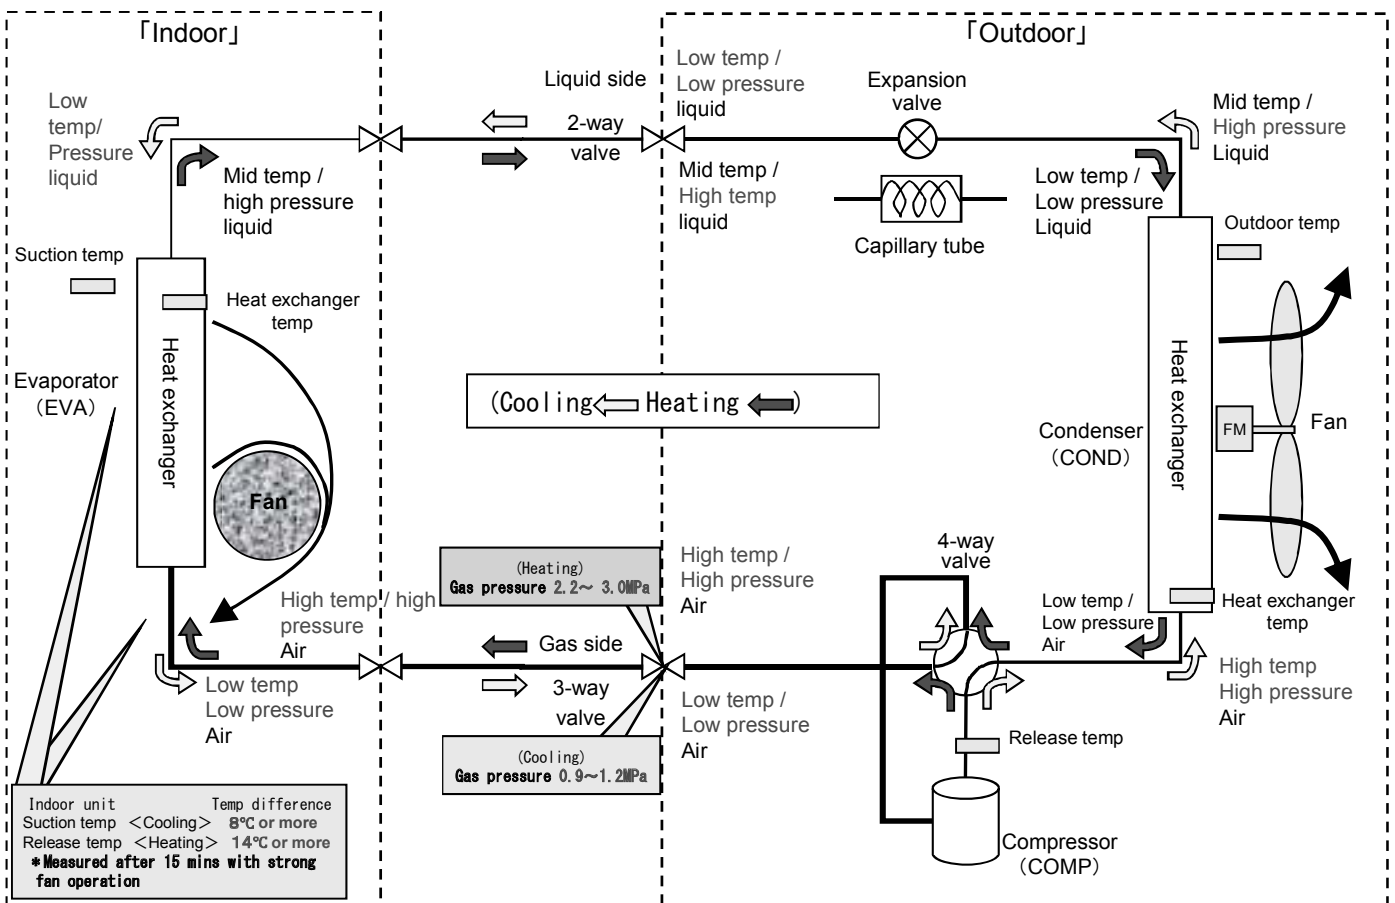 「Indoor」
「Outdoor」
Low
temp/
Pressure
liquid
Mid temp /
high pressure
liquid
Liquid side
2-way
valve
Low temp /
Low pressure
liquid
Mid temp /
High temp
liquid
Expansion
valve
Capillary tube
Mid temp /
High pressure
Liquid
Low temp /
Low pressure
Liquid
Suction temp
Heat exchanger
temp
Heat exchanger
Evaporator
(EVA)
Fan
(Cooling Heating )
Outdoor temp
Heat exchanger
Condenser
(COND)
FM
Fan
Heat exchanger
temp
(Heating)
Gas pressure 2.2～ 3.0MPa
High temp /
High pressure
Air
4-way
valve
Low temp /
Low pressure
Air
High temp
High pressure
Air
High temp / high
pressure
Air
Gas side
3-way
valve
Low temp
Low pressure
Air
Low temp /
Low pressure
Air
(Cooling)
Gas pressure 0.9～1.2MPa
Release temp
Compressor
(COMP)
Indoor unit Temp difference
Suction temp ＜Cooling＞ 8℃ or more
Release temp ＜Heating＞ 14℃ or more
*Measured after 15 mins with strong
fan operation